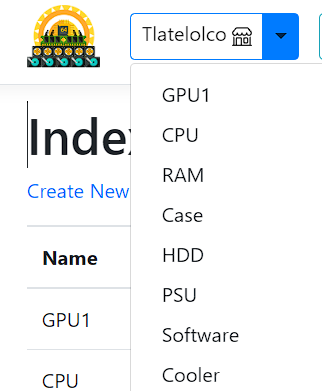 Tlatelolco
GPU1
CPU
RAM
Case
HDD
PSU
Software
Cooler
Index
Create New
Name
GPU1
CPU